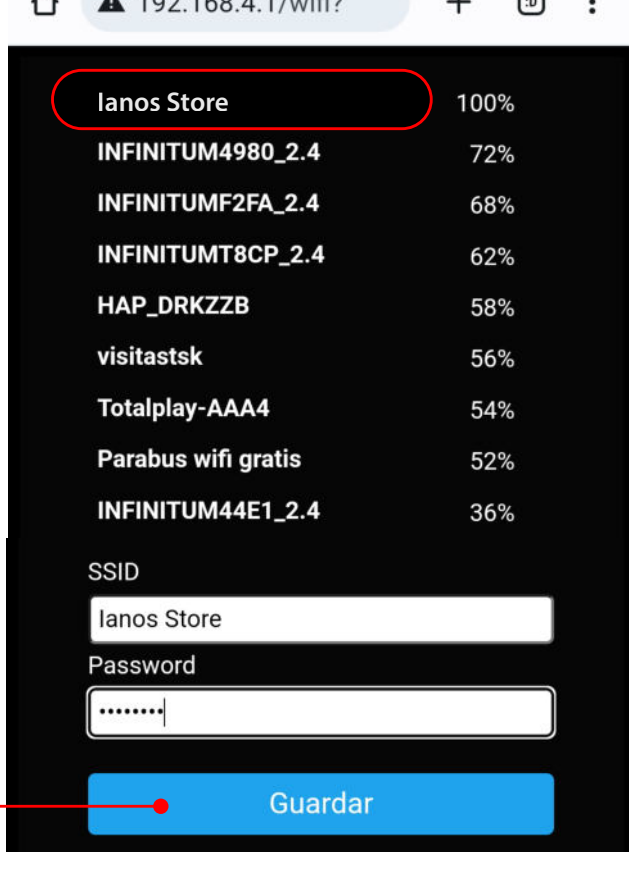 192.168.4.1/wifi?
Ianos Store 100%
INFINITUM4980_2.4 72%
INFINITUMF2FA_2.4 68%
INFINITUMT8CP_2.4 62%
HAP_DRKZZB 58%
visitastsk 56%
Totalplay-AAA4 54%
Parabus wifi gratis 52%
INFINITUM44E1_2.4 36%
SSID
Ianos Store
Password
••••••••
Guardar